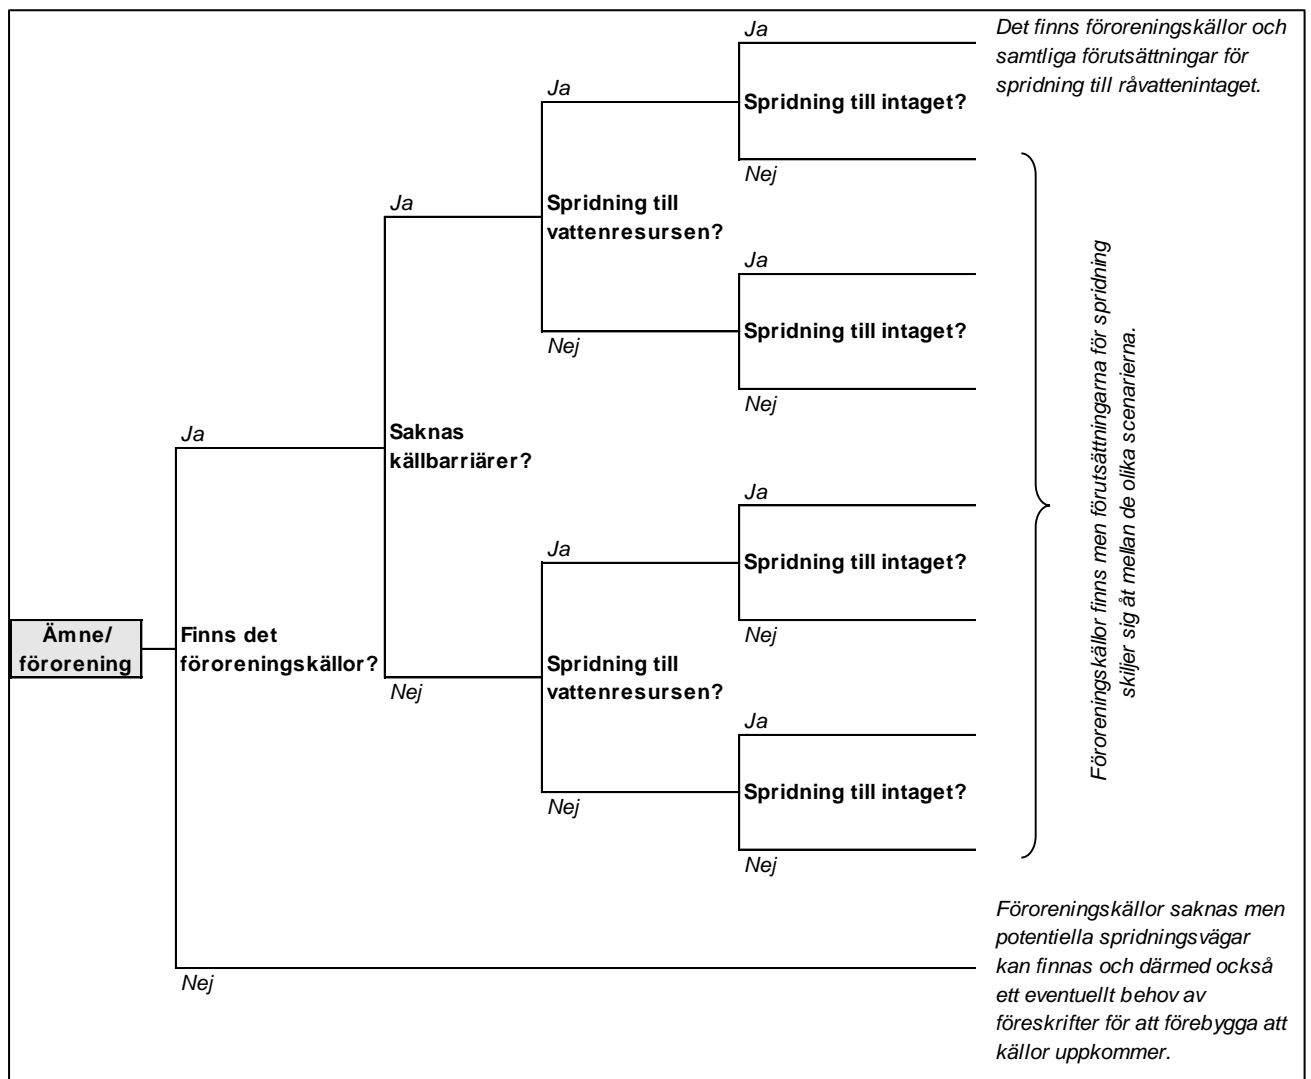 Ja
Det finns föroreningskällor och
samtliga förutsättningar för
spridning till råvattenintaget.
Ja
Spridning till intaget?
Nej
Ja
Spridning till
vattenresursen?
Ja
Spridning till intaget?
Nej
Nej
Ja
Saknas
källbarriärer?
Ja
Ja
Spridning till intaget?
Nej
Ämne/
förorening
Finns det
föroreningskällor?
Spridning till
vattenresursen?
Nej
Ja
Spridning till intaget?
Nej
Nej
Föroreningskällor finns men förutsättningarna för spridning
skiljer sig åt mellan de olika scenarierna.
Nej
Föroreningskällor saknas men
potentiella spridningsvägar
kan finnas och därmed också
ett eventuellt behov av
föreskrifter för att förebygga att
källor uppkommer.